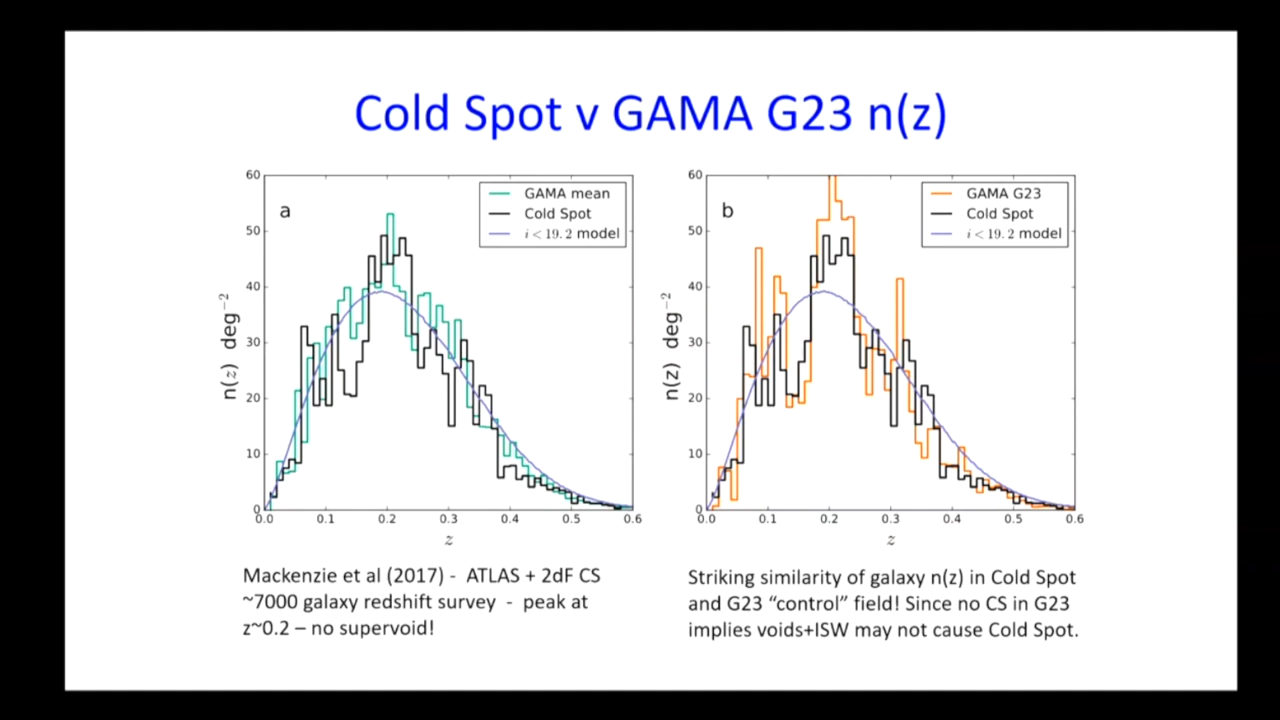 Cold Spot v GAMA G23 n(z)
a
GAMA mean
Cold Spot
i < 19.2 model
n(z) deg⁻²
60
50
40
30
20
10
0
0.0 0.1 0.2 0.3 0.4 0.5 0.6
z
b
GAMA G23
Cold Spot
i < 19.2 model
n(z) deg⁻²
60
50
40
30
20
10
0
0.0 0.1 0.2 0.3 0.4 0.5 0.6
z
Mackenzie et al (2017) - ATLAS + 2dF CS
~7000 galaxy redshift survey - peak at
z~0.2 – no supervoid!
Striking similarity of galaxy n(z) in Cold Spot
and G23 “control” field! Since no CS in G23
implies voids+ISW may not cause Cold Spot.